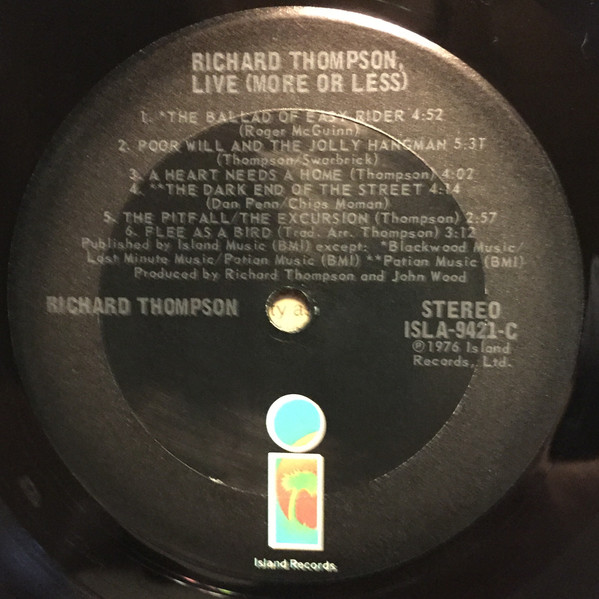 RICHARD THOMPSON,
LIVE (MORE OR LESS)
1. *THE BALLAD OF EASY RIDER 4:52
(Roger McGuinn)
2. POOR WILL AND THE JOLLY HANGMAN 5:31
(Thompson/Swarbrick)
3. A HEART NEEDS A HOME (Thompson) 4:02
4. **THE DARK END OF THE STREET 4:14
(Dan Penn/Chips Moman)
5. THE PITFALL/THE EXCURSION (Thompson) 2:57
6. FLEE AS A BIRD (Trad. Arr. Thompson) 3:12
Published by Island Music (BMI) except: *Blackwood Music/
Last Minute Music/Patian Music (BMI) **Patian Music (BMI)
Produced by Richard Thompson and John Wood
RICHARD THOMPSON
STEREO
ISLA-9421-C
℗1976 Island
Records, Ltd.
Island Records